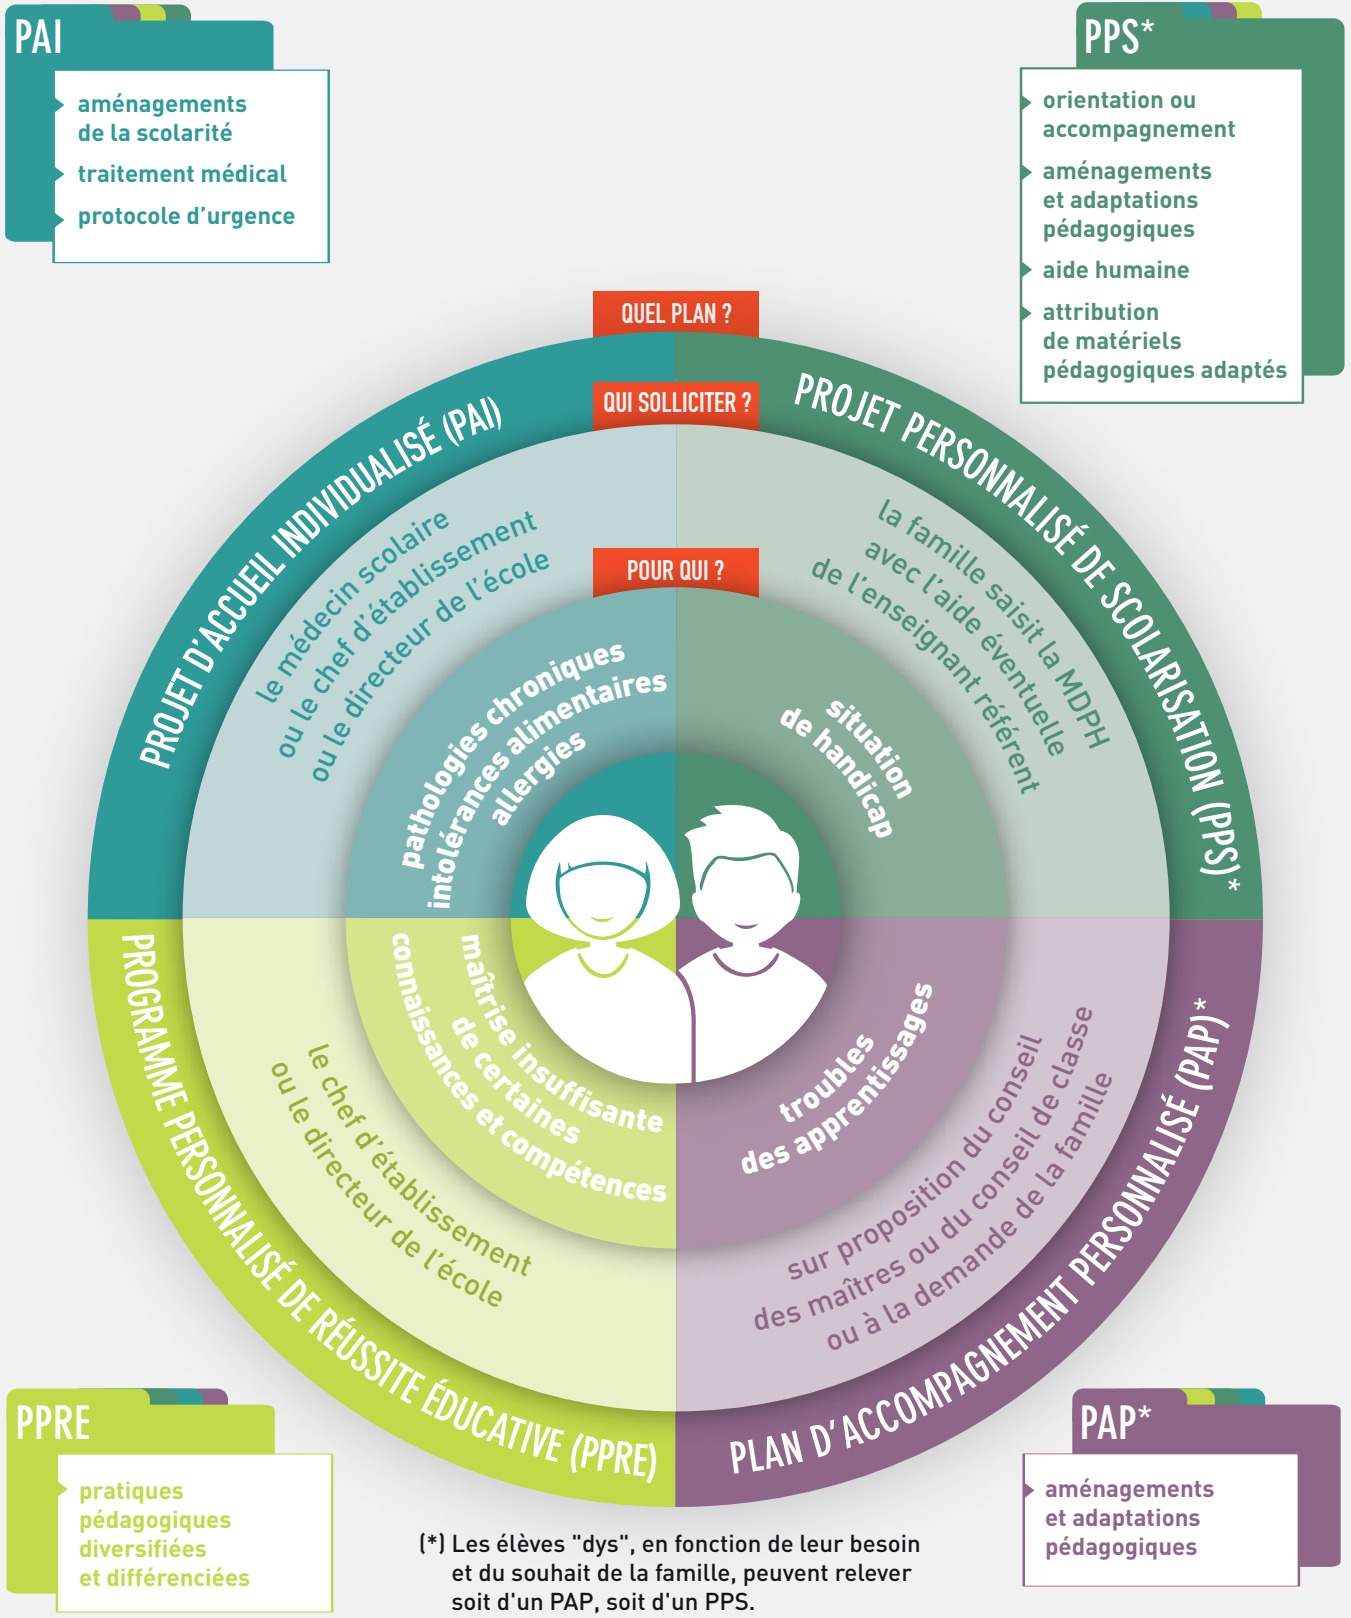 PAI
aménagements
de la scolarité
traitement médical
protocole d’urgence
PPS*
orientation ou
accompagnement
aménagements
et adaptations
pédagogiques
aide humaine
attribution
de matériels
pédagogiques adaptés
QUEL PLAN ?
QUI SOLLICITER ?
POUR QUI ?
PROJET D’ACCUEIL INDIVIDUALISÉ (PAI)
le médecin scolaire
ou le chef d’établissement
ou le directeur de l’école
pathologies chroniques
intolérances alimentaires
allergies
PROJET PERSONNALISÉ DE SCOLARISATION (PPS)*
la famille saisit la MDPH
avec l’aide éventuelle
de l’enseignant référent
situation
de handicap
PROGRAMME PERSONNALISÉ DE RÉUSSITE ÉDUCATIVE (PPRE)
le chef d’établissement
ou le directeur de l’école
maîtrise insuffisante
de certaines
connaissances et compétences
PLAN D’ACCOMPAGNEMENT PERSONNALISÉ (PAP)*
sur proposition du conseil
des maîtres ou du conseil de classe
ou à la demande de la famille
troubles
des apprentissages
PPRE
pratiques
pédagogiques
diversifiées
et différenciées
PAP*
aménagements
et adaptations
pédagogiques
(*) Les élèves "dys", en fonction de leur besoin
et du souhait de la famille, peuvent relever
soit d'un PAP, soit d'un PPS.